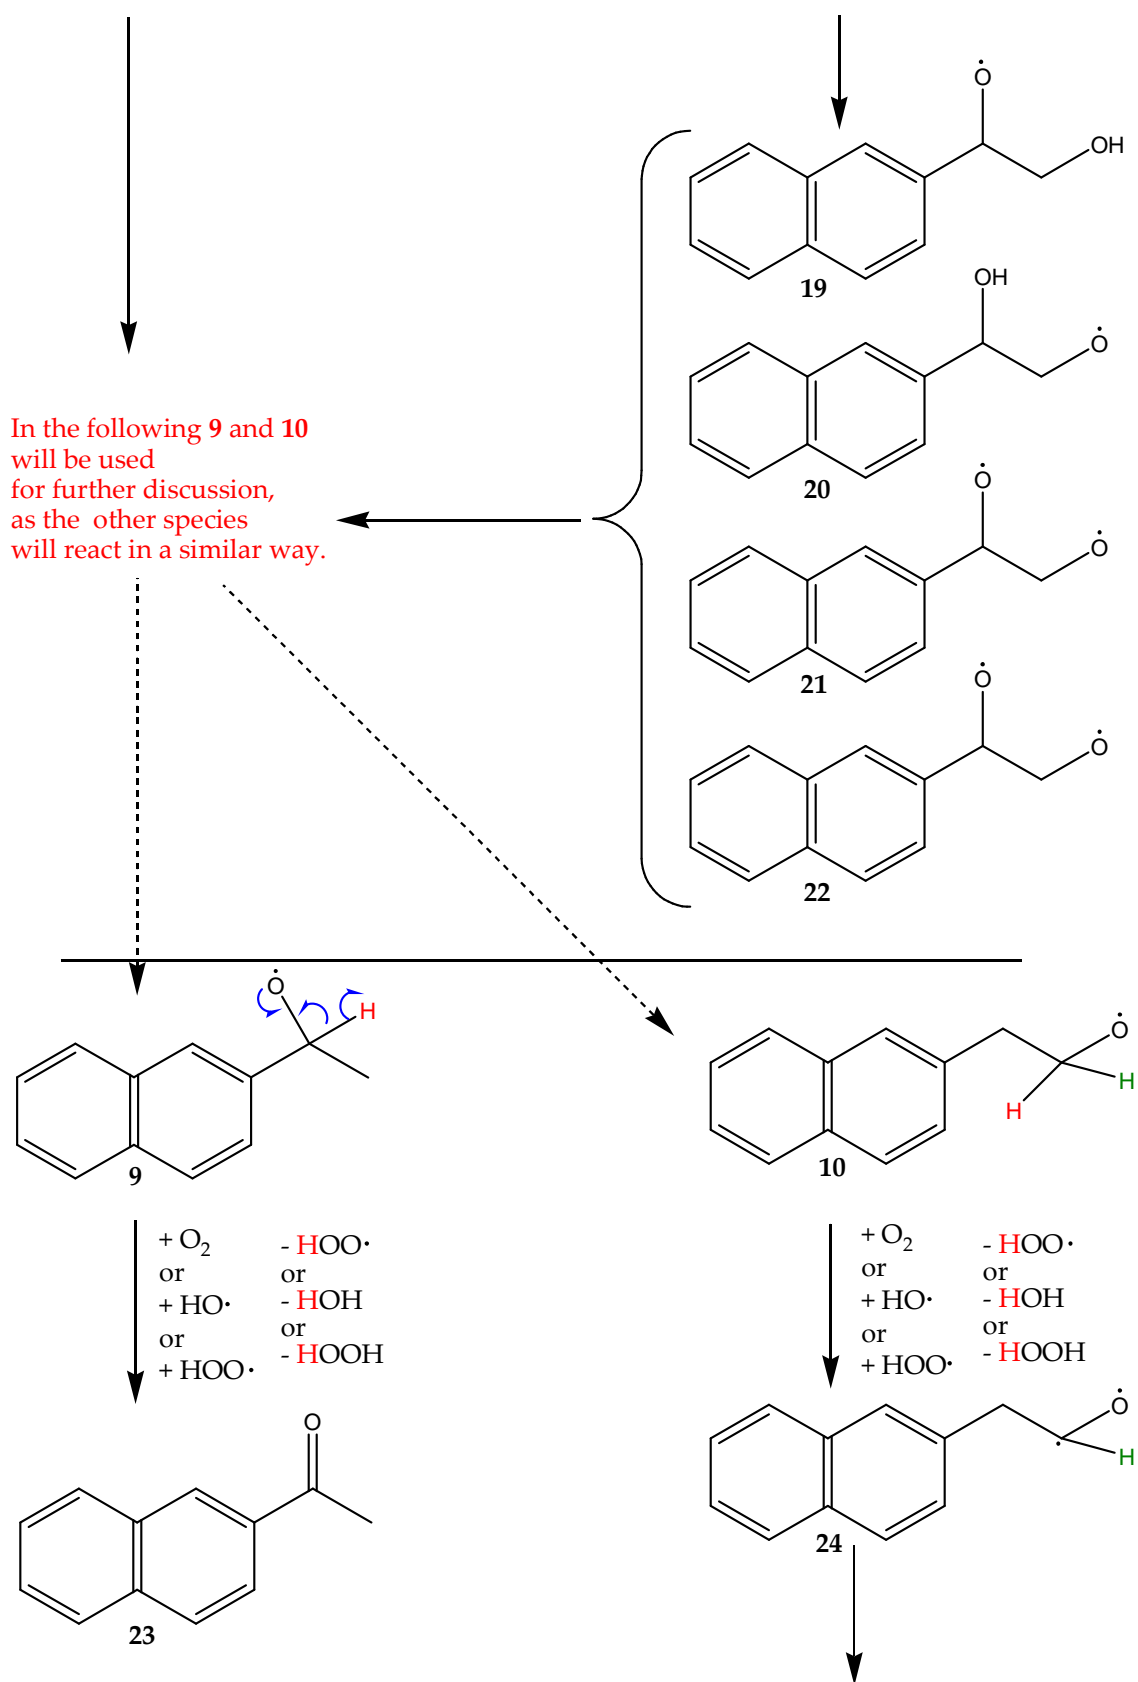 Ȯ
OH
19
OH
Ȯ
20
Ȯ
Ȯ
21
Ȯ
Ȯ
22
In the following 9 and 10
will be used
for further discussion,
as the other species
will react in a similar way.
Ȯ
H
9
Ȯ
H
H
10
+ O₂
or
+ HO·
or
+ HOO·
- HOO·
or
- HOH
or
- HOOH
+ O₂
or
+ HO·
or
+ HOO·
- HOO·
or
- HOH
or
- HOOH
O
23
Ȯ
H
24